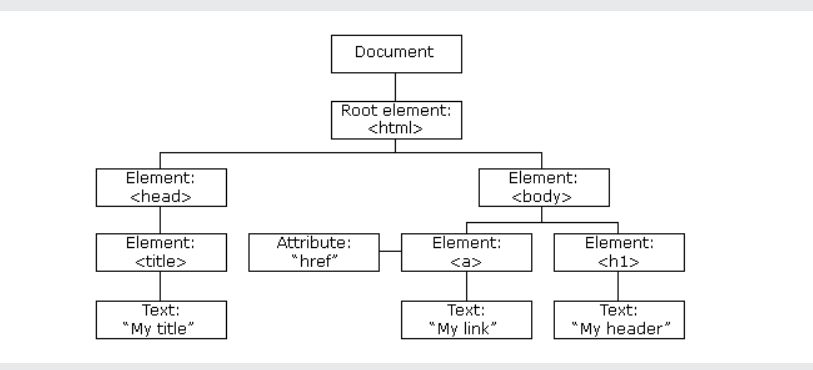 Document
Root element:
<html>
Element:
<head>
Element:
<body>
Element:
<title>
Attribute:
“href”
Element:
<a>
Element:
<h1>
Text:
“My title”
Text:
“My link”
Text:
“My header”